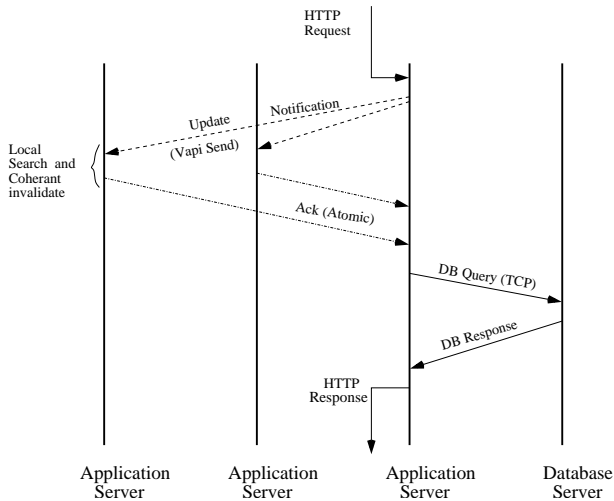 HTTP
Request
Notification
Update
(Vapi Send)
Local
Search and
Coherant
invalidate
Ack (Atomic)
DB Query (TCP)
DB Response
HTTP
Response
Application
Server
Application
Server
Application
Server
Database
Server